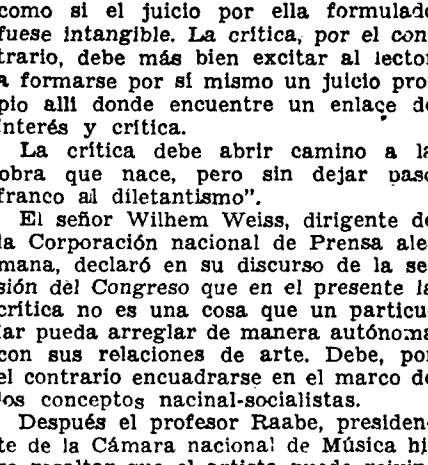 como si el juicio por ella formulado
fuese intangible. La crítica, por el con-
trario, debe más bien excitar al lector
a formarse por sí mismo un juicio pro-
pio allí donde encuentre un enlace de
interés y crítica.
La crítica debe abrir camino a la
obra que nace, pero sin dejar paso
franco al diletantismo".
El señor Wilhem Weiss, dirigente de
la Corporación nacional de Prensa ale-
mana, declaró en su discurso de la se-
sión del Congreso que en el presente la
crítica no es una cosa que un particu-
lar pueda arreglar de manera autónoma
con sus relaciones de arte. Debe, por
el contrario encuadrarse en el marco de
los conceptos nacinal-socialistas.
Después el profesor Raabe, presiden-
te de la Cámara nacional de Música hi-